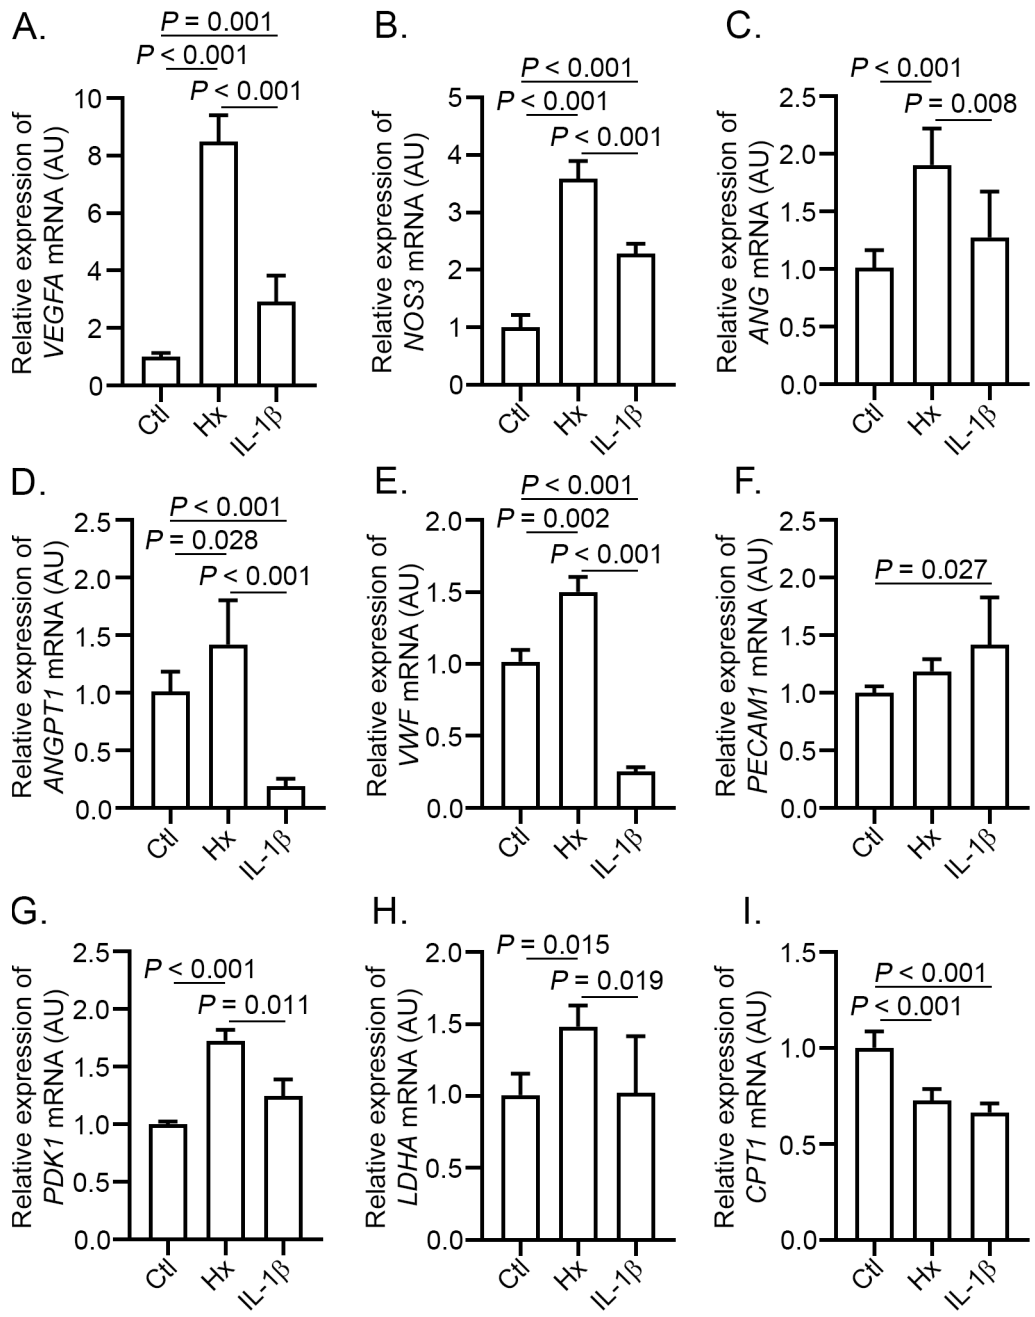 A.
P = 0.001
P < 0.001
P < 0.001
Relative expression of
VEGFA mRNA (AU)
10
8
6
4
2
0
Ctl
Hx
IL-1β
B.
P < 0.001
P < 0.001
P < 0.001
Relative expression of
NOS3 mRNA (AU)
5
4
3
2
1
0
Ctl
Hx
IL-1β
C.
P < 0.001
P = 0.008
Relative expression of
ANG mRNA (AU)
2.5
2.0
1.5
1.0
0.5
0.0
Ctl
Hx
IL-1β
D.
P < 0.001
P = 0.028
P < 0.001
Relative expression of
ANGPT1 mRNA (AU)
2.5
2.0
1.5
1.0
0.5
0.0
Ctl
Hx
IL-1β
E.
P < 0.001
P = 0.002
P < 0.001
Relative expression of
VWF mRNA (AU)
2.0
1.5
1.0
0.5
0.0
Ctl
Hx
IL-1β
F.
P = 0.027
Relative expression of
PECAM1 mRNA (AU)
2.5
2.0
1.5
1.0
0.5
0.0
Ctl
Hx
IL-1β
G.
P < 0.001
P = 0.011
Relative expression of
PDK1 mRNA (AU)
2.5
2.0
1.5
1.0
0.5
0.0
Ctl
Hx
IL-1β
H.
P = 0.015
P = 0.019
Relative expression of
LDHA mRNA (AU)
2.0
1.5
1.0
0.5
0.0
Ctl
Hx
IL-1β
I.
P < 0.001
P < 0.001
Relative expression of
CPT1 mRNA (AU)
1.5
1.0
0.5
0.0
Ctl
Hx
IL-1β